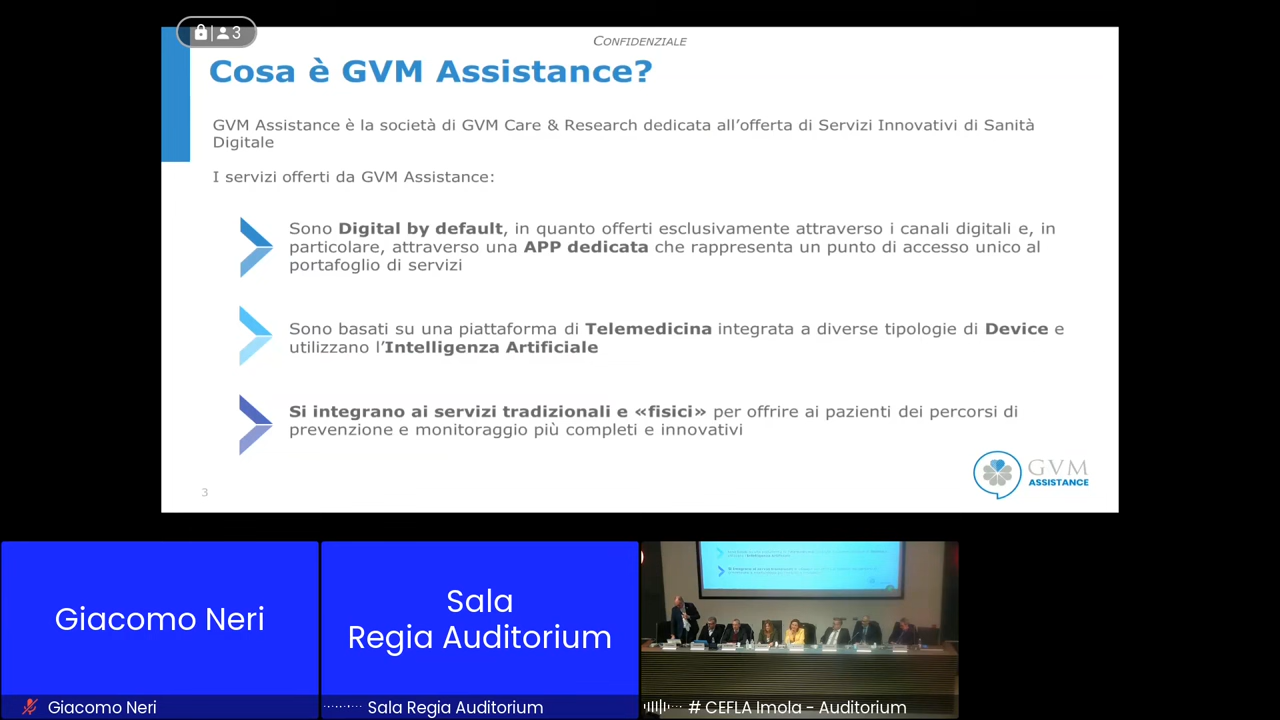 3
CONFIDENZIALE
Cosa è GVM Assistance?
GVM Assistance è la società di GVM Care & Research dedicata all’offerta di Servizi Innovativi di Sanità
Digitale
I servizi offerti da GVM Assistance:
Sono Digital by default, in quanto offerti esclusivamente attraverso i canali digitali e, in
particolare, attraverso una APP dedicata che rappresenta un punto di accesso unico al
portafoglio di servizi
Sono basati su una piattaforma di Telemedicina integrata a diverse tipologie di Device e
utilizzano l’Intelligenza Artificiale
Si integrano ai servizi tradizionali e «fisici» per offrire ai pazienti dei percorsi di
prevenzione e monitoraggio più completi e innovativi
GVM
ASSISTANCE
3
Giacomo Neri
Sala
Regia Auditorium
Giacomo Neri
Sala Regia Auditorium
# CEFLA Imola - Auditorium